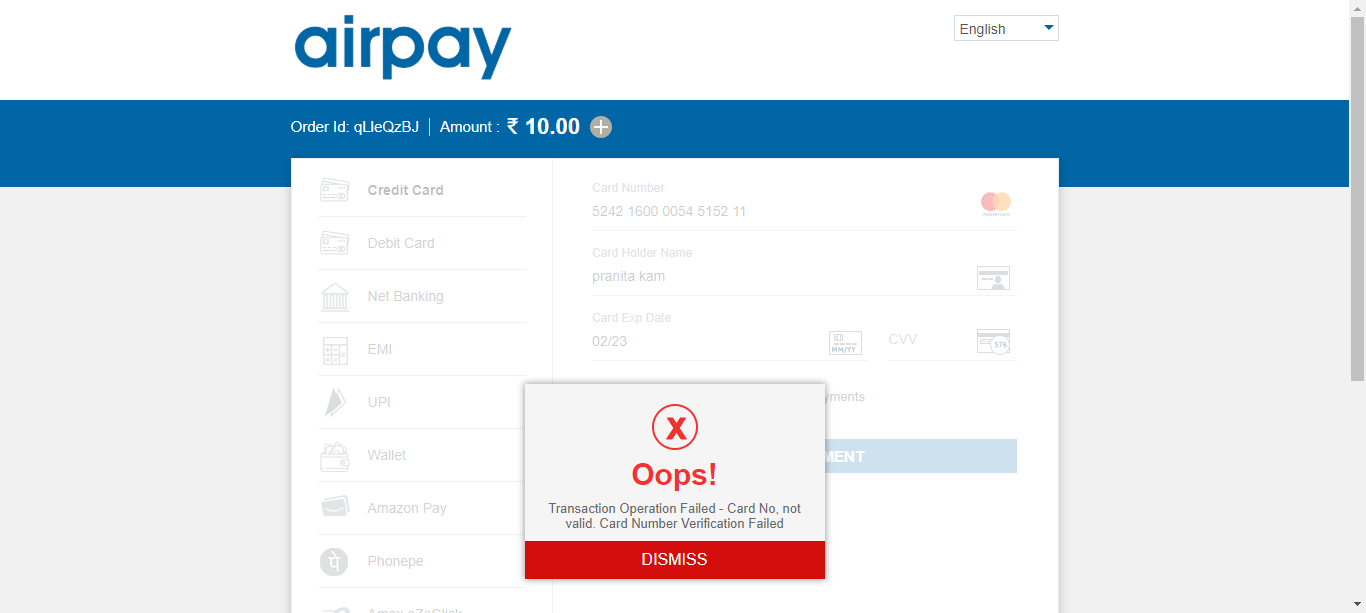 airpay
English
Order Id: qLIeQzBJ | Amount : ₹ 10.00
Credit Card
Debit Card
Net Banking
EMI
UPI
Wallet
Amazon Pay
Phonepe
Amex eZeClick
Card Number
5242 1600 0054 5152 11
mastercard
Card Holder Name
pranita kam
Card Exp Date
02/23
MM/YY
CVV
576
yments
MENT
X
Oops!
Transaction Operation Failed - Card No, not
valid. Card Number Verification Failed
DISMISS